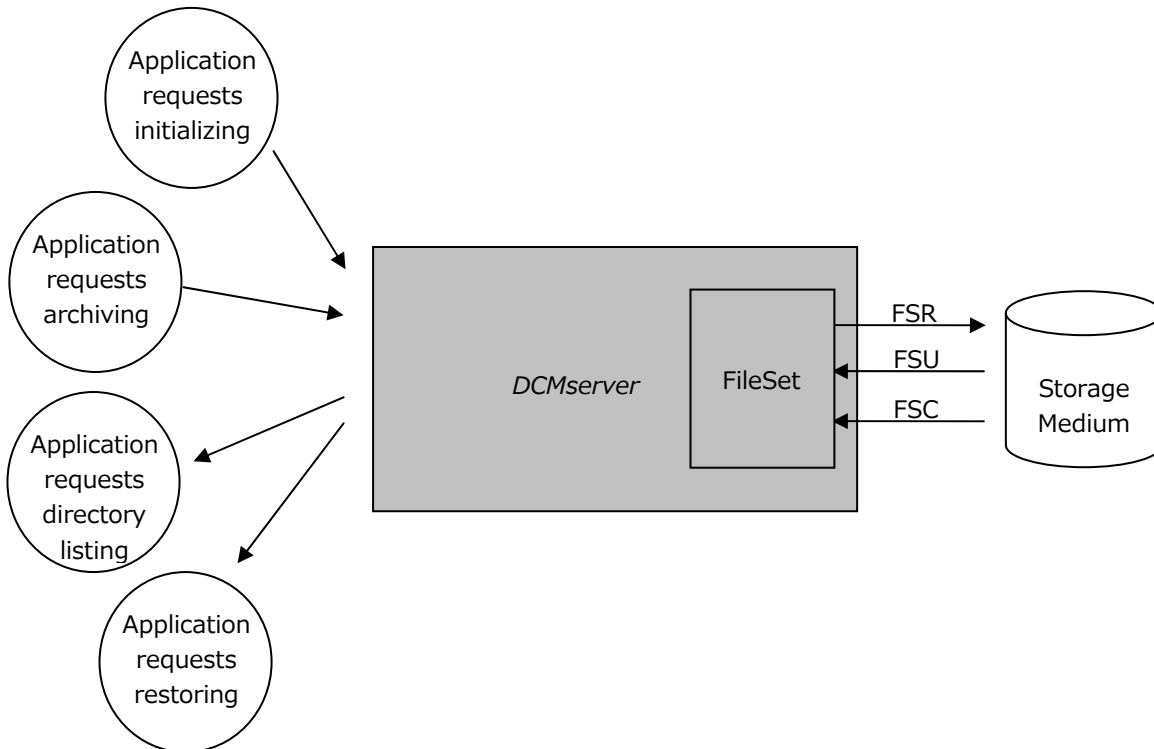 Application
requests
initializing
Application
requests
archiving
Application
requests
directory
listing
Application
requests
restoring
DCMserver
FileSet
FSR
FSU
FSC
Storage
Medium